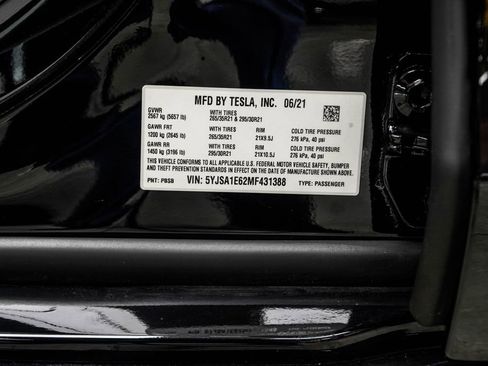 MFD BY TESLA, INC. 06/21
GVWR WITH TIRES
2567 kg (5657 lb) 265/35R21 & 295/30R21
GAWR FRT WITH TIRES RIM COLD TIRE PRESSURE
1200 kg (2645 lb) 265/35R21 21X9.5J 276 kPa, 40 psi
GAWR RR WITH TIRES RIM COLD TIRE PRESSURE
1450 kg (3196 lb) 295/30R21 21X10.5J 276 kPa, 40 psi
THIS VEHICLE CONFORMS TO ALL APPLICABLE U.S. FEDERAL MOTOR VEHICLE SAFETY, BUMPER
AND THEFT PREVENTION STANDARDS IN EFFECT ON THE DATE OF MANUFACTURE SHOWN ABOVE.
PNT: PBSB VIN: 5YJSA1E62MF431388 TYPE: PASSENGER